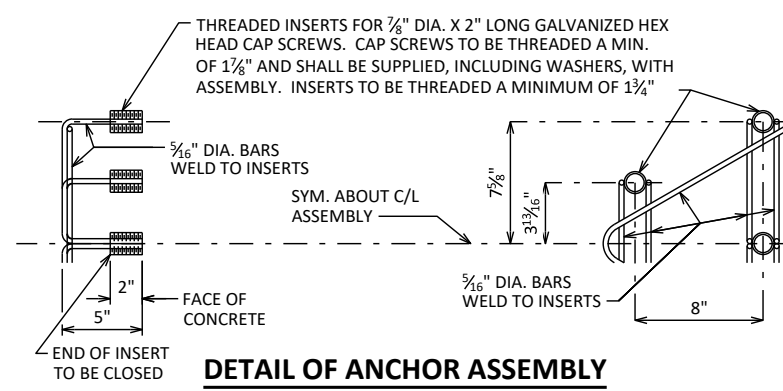 THREADED INSERTS FOR ⅞" DIA. X 2" LONG GALVANIZED HEX
HEAD CAP SCREWS. CAP SCREWS TO BE THREADED A MIN.
OF 1⅞" AND SHALL BE SUPPLIED, INCLUDING WASHERS, WITH
ASSEMBLY. INSERTS TO BE THREADED A MINIMUM OF 1¾"
5/16" DIA. BARS
WELD TO INSERTS
SYM. ABOUT C/L
ASSEMBLY
7⅝"
3 13/16"
5/16" DIA. BARS
WELD TO INSERTS
8"
2"
5"
FACE OF
CONCRETE
END OF INSERT
TO BE CLOSED
DETAIL OF ANCHOR ASSEMBLY